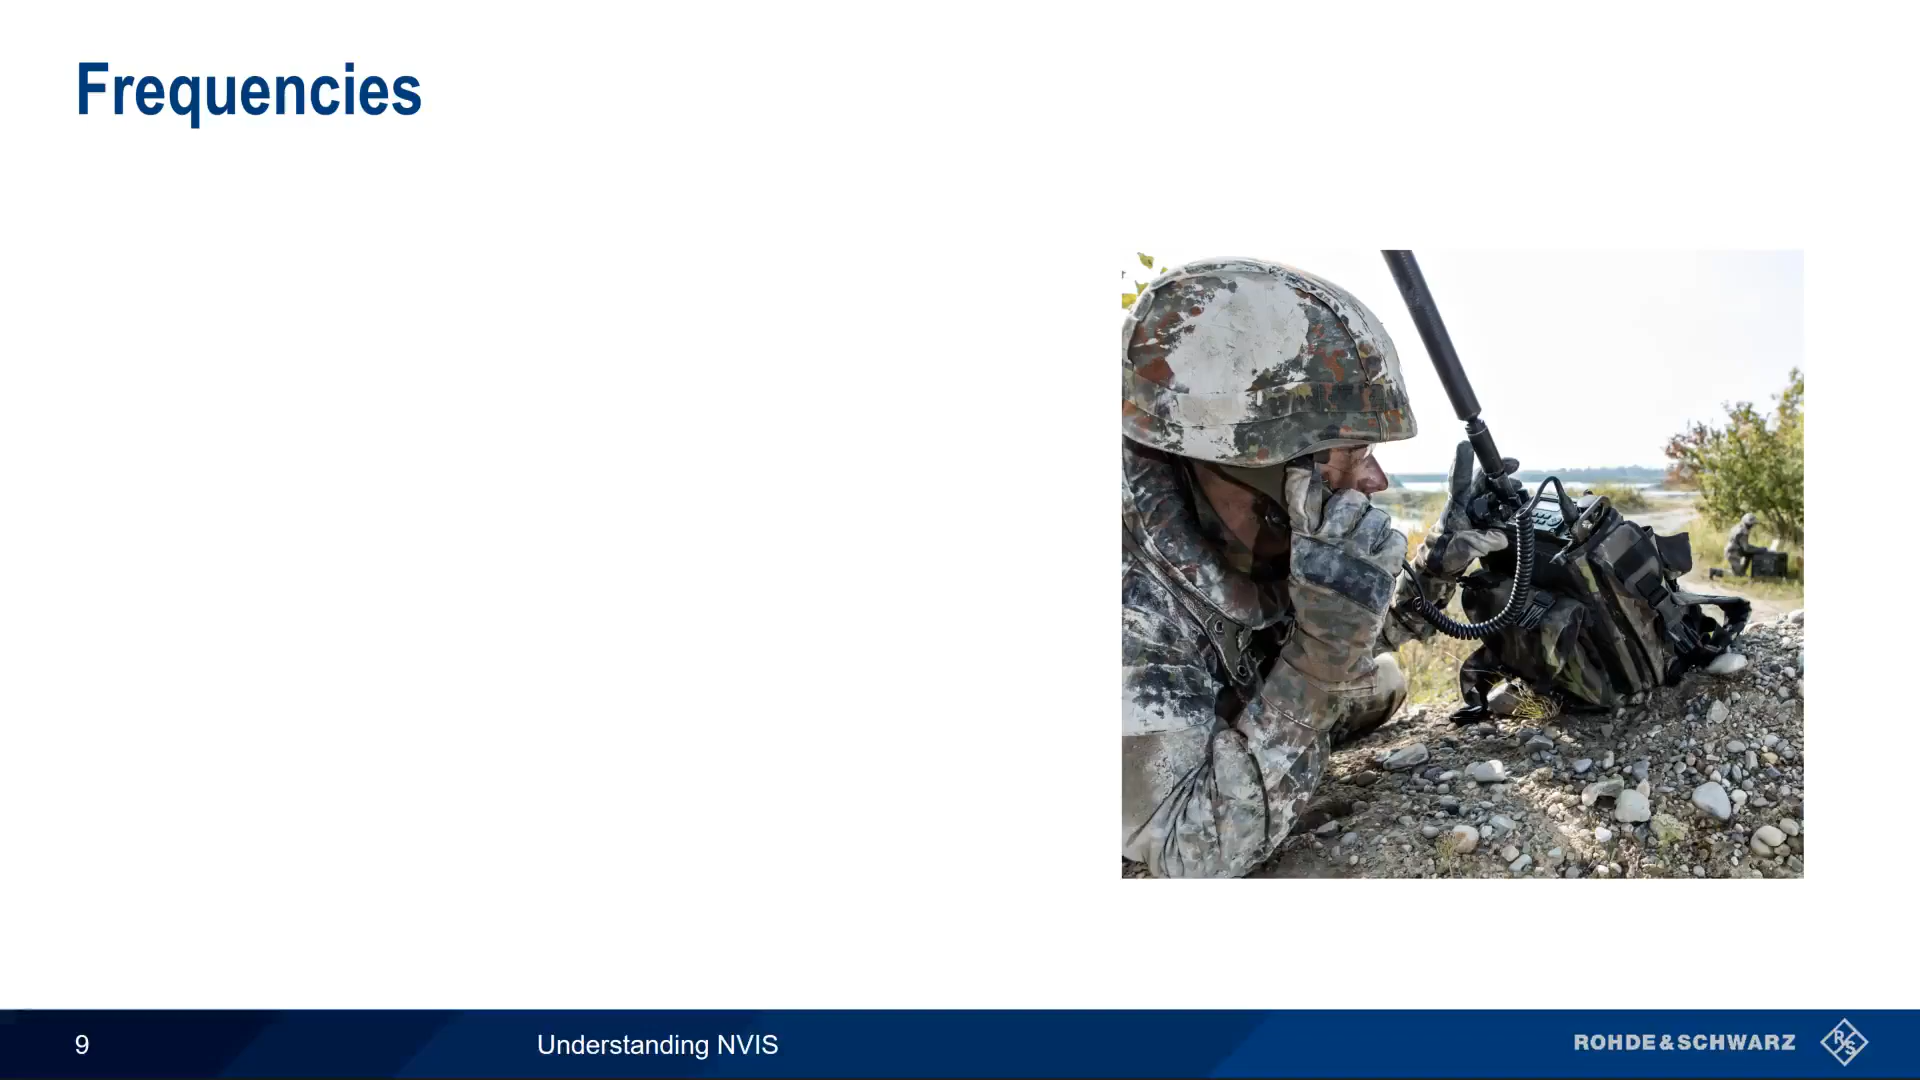 Frequencies
9
Understanding NVIS
ROHDE&SCHWARZ
R&S